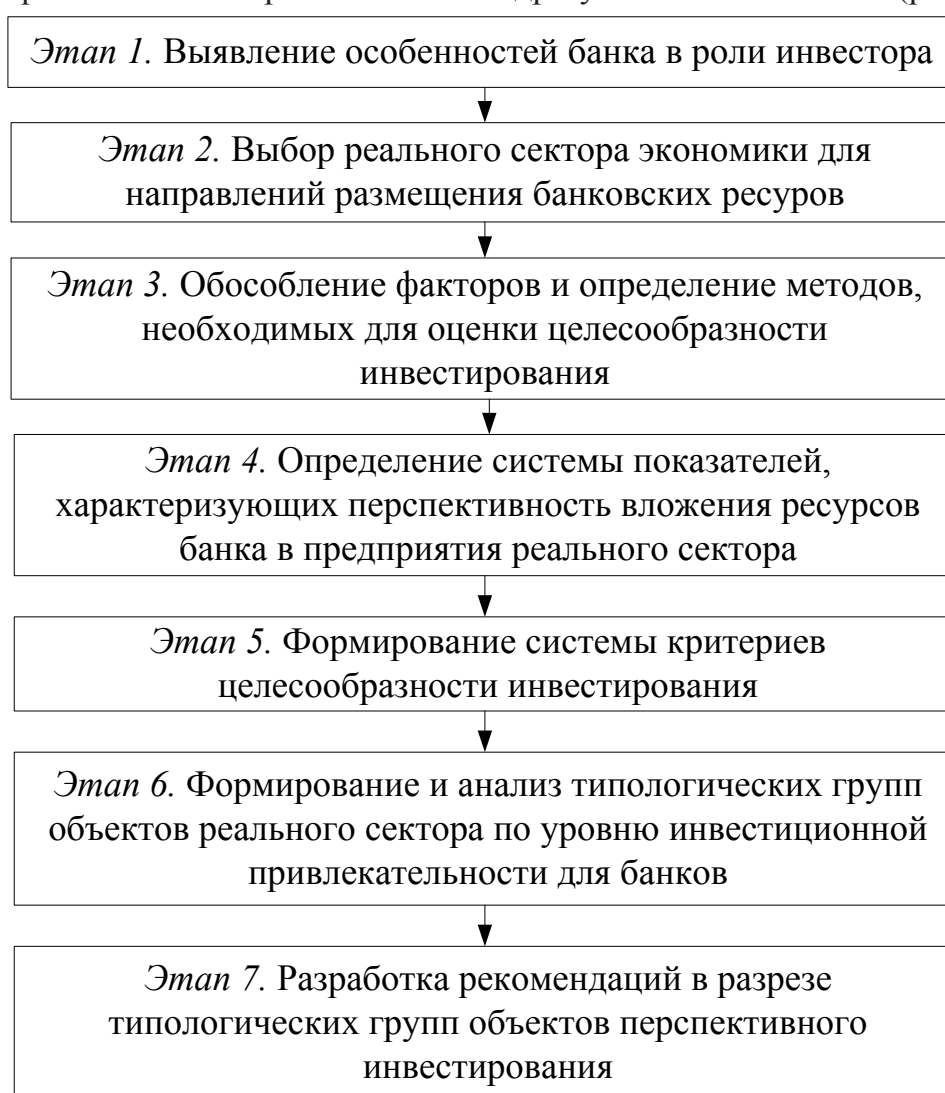 Этап 1. Выявление особенностей банка в роли инвестора
Этап 2. Выбор реального сектора экономики для
направлений размещения банковских ресуров
Этап 3. Обособление факторов и определение методов,
необходимых для оценки целесообразности
инвестирования
Этап 4. Определение системы показателей,
характеризующих перспективность вложения ресурсов
банка в предприятия реального сектора
Этап 5. Формирование системы критериев
целесообразности инвестирования
Этап 6. Формирование и анализ типологических групп
объектов реального сектора по уровню инвестиционной
привлекательности для банков
Этап 7. Разработка рекомендаций в разрезе
типологических групп объектов перспективного
инвестирования